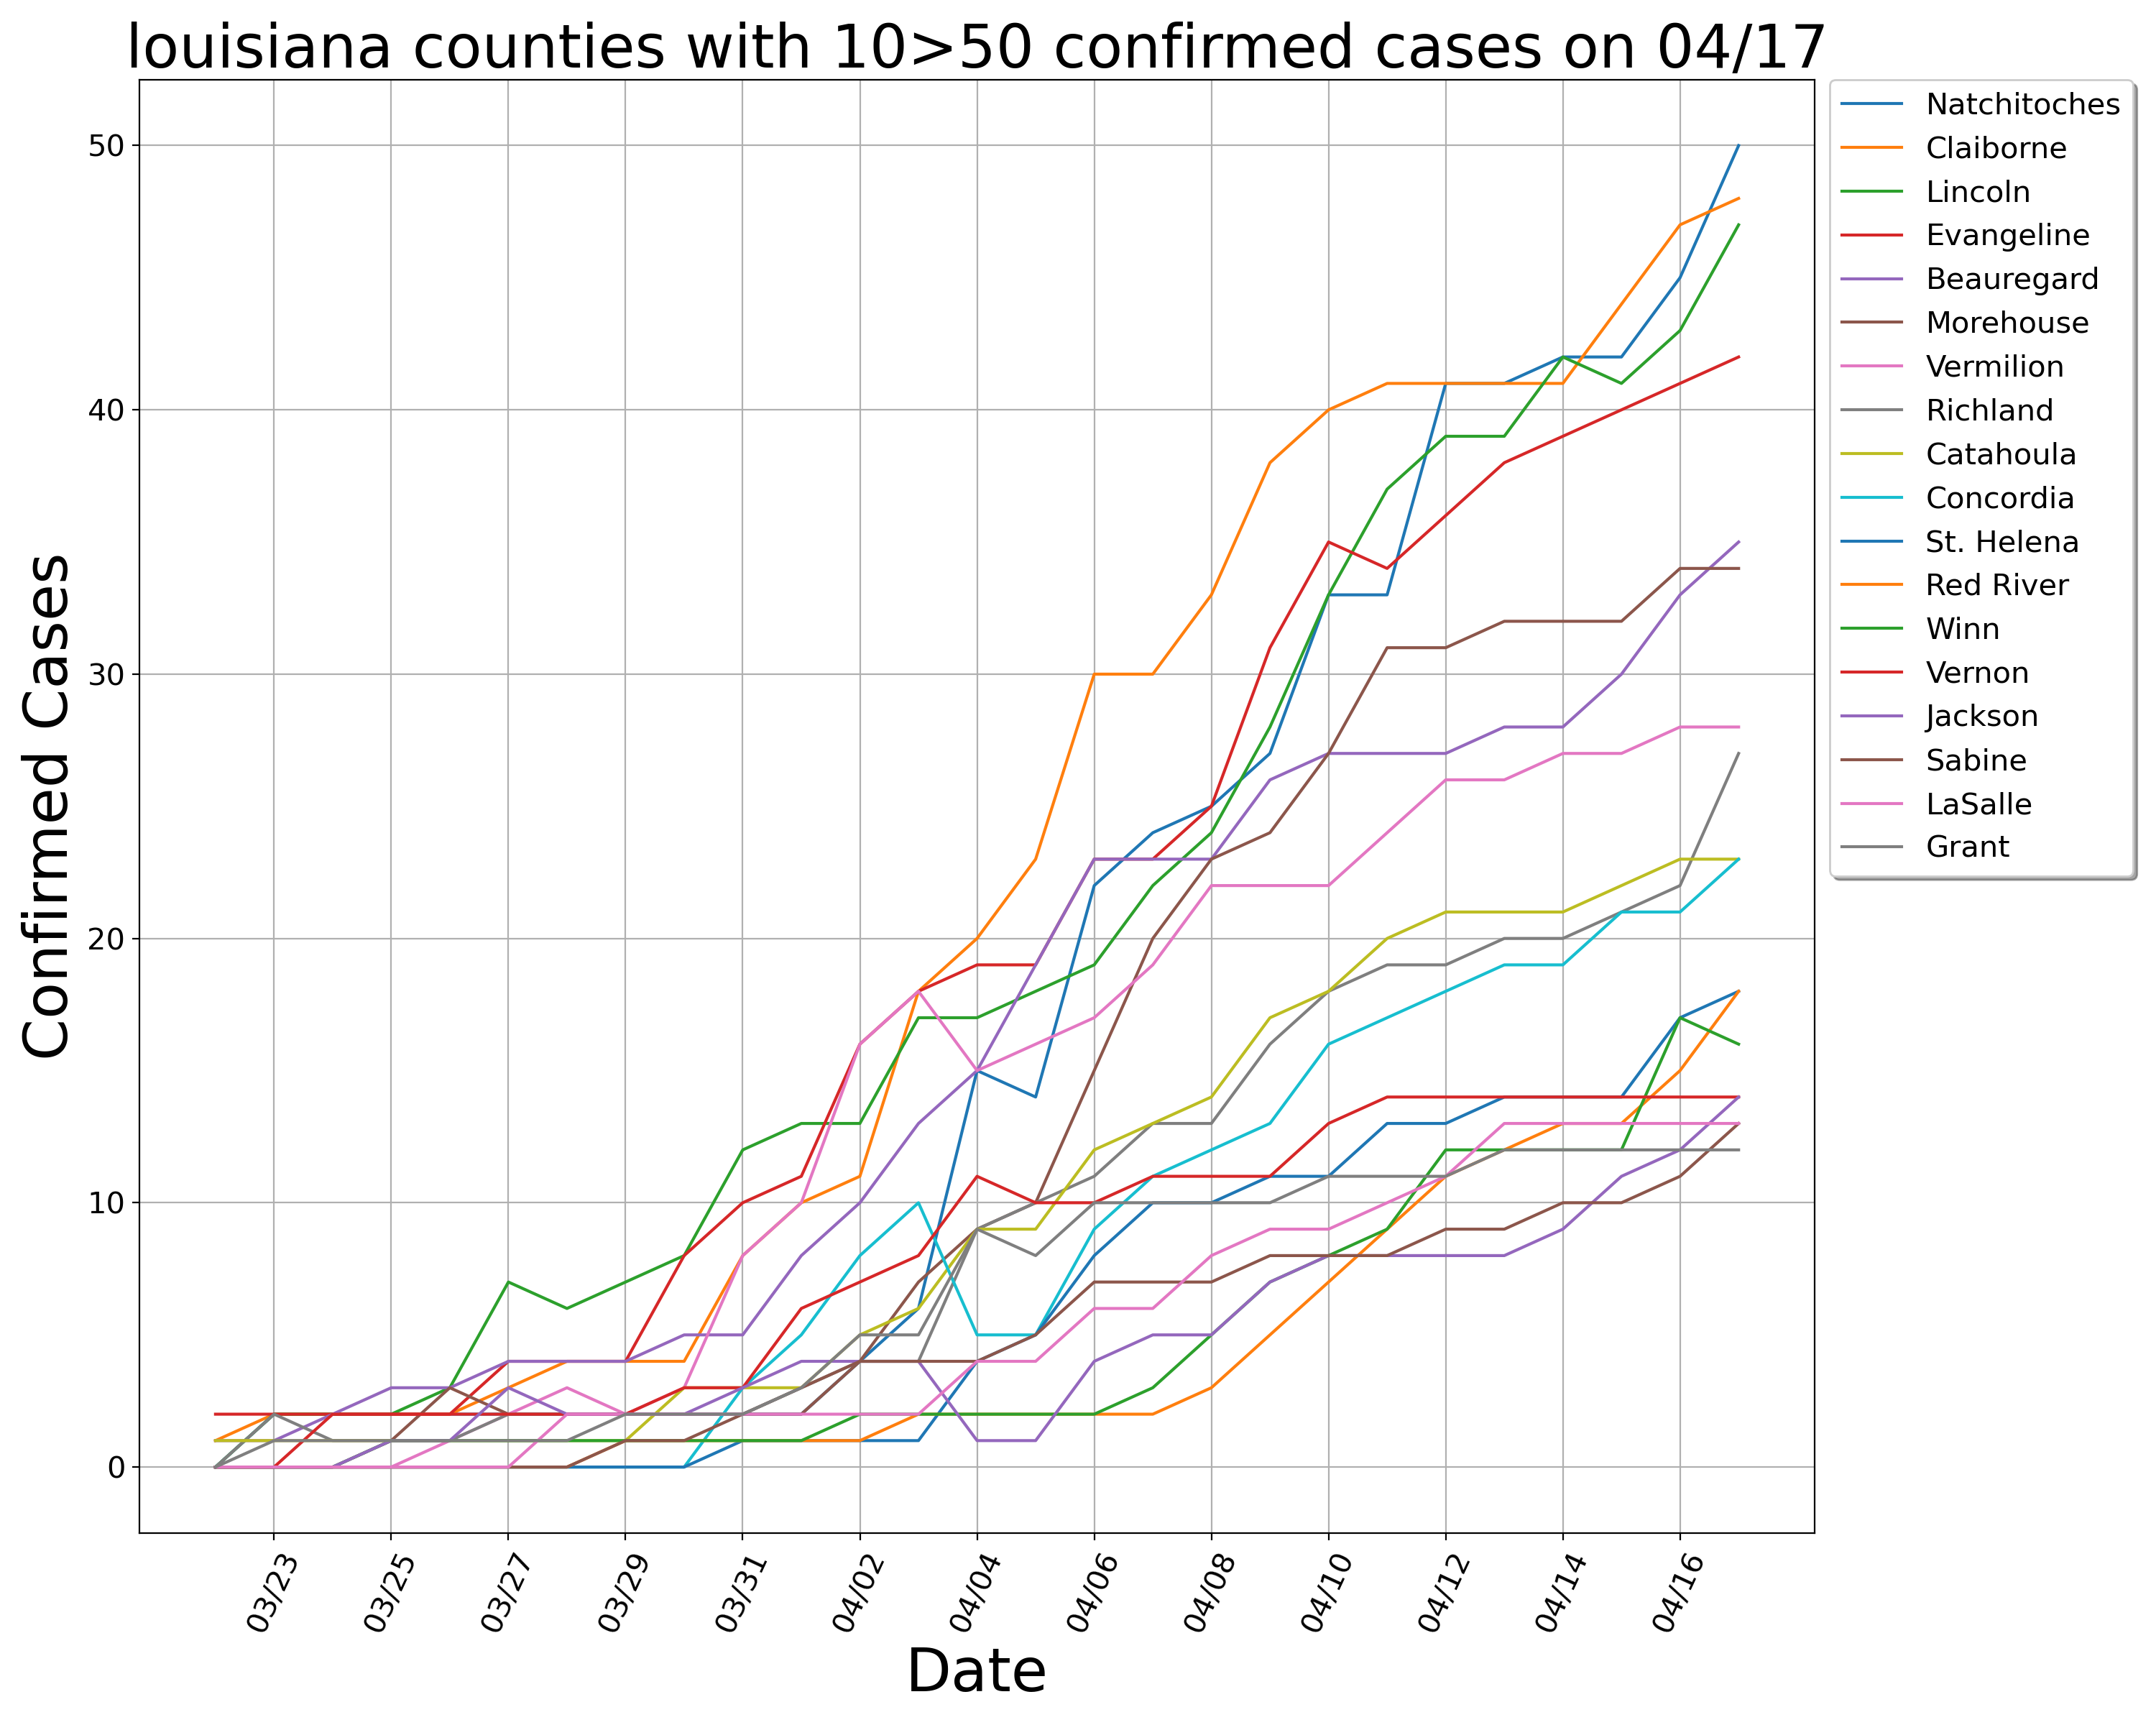 louisiana counties with 10>50 confirmed cases on 04/17
Confirmed Cases
50
40
30
20
10
0
03/23
03/25
03/27
03/29
03/31
04/02
04/04
04/06
04/08
04/10
04/12
04/14
04/16
Date
Natchitoches
Claiborne
Lincoln
Evangeline
Beauregard
Morehouse
Vermilion
Richland
Catahoula
Concordia
St. Helena
Red River
Winn
Vernon
Jackson
Sabine
LaSalle
Grant